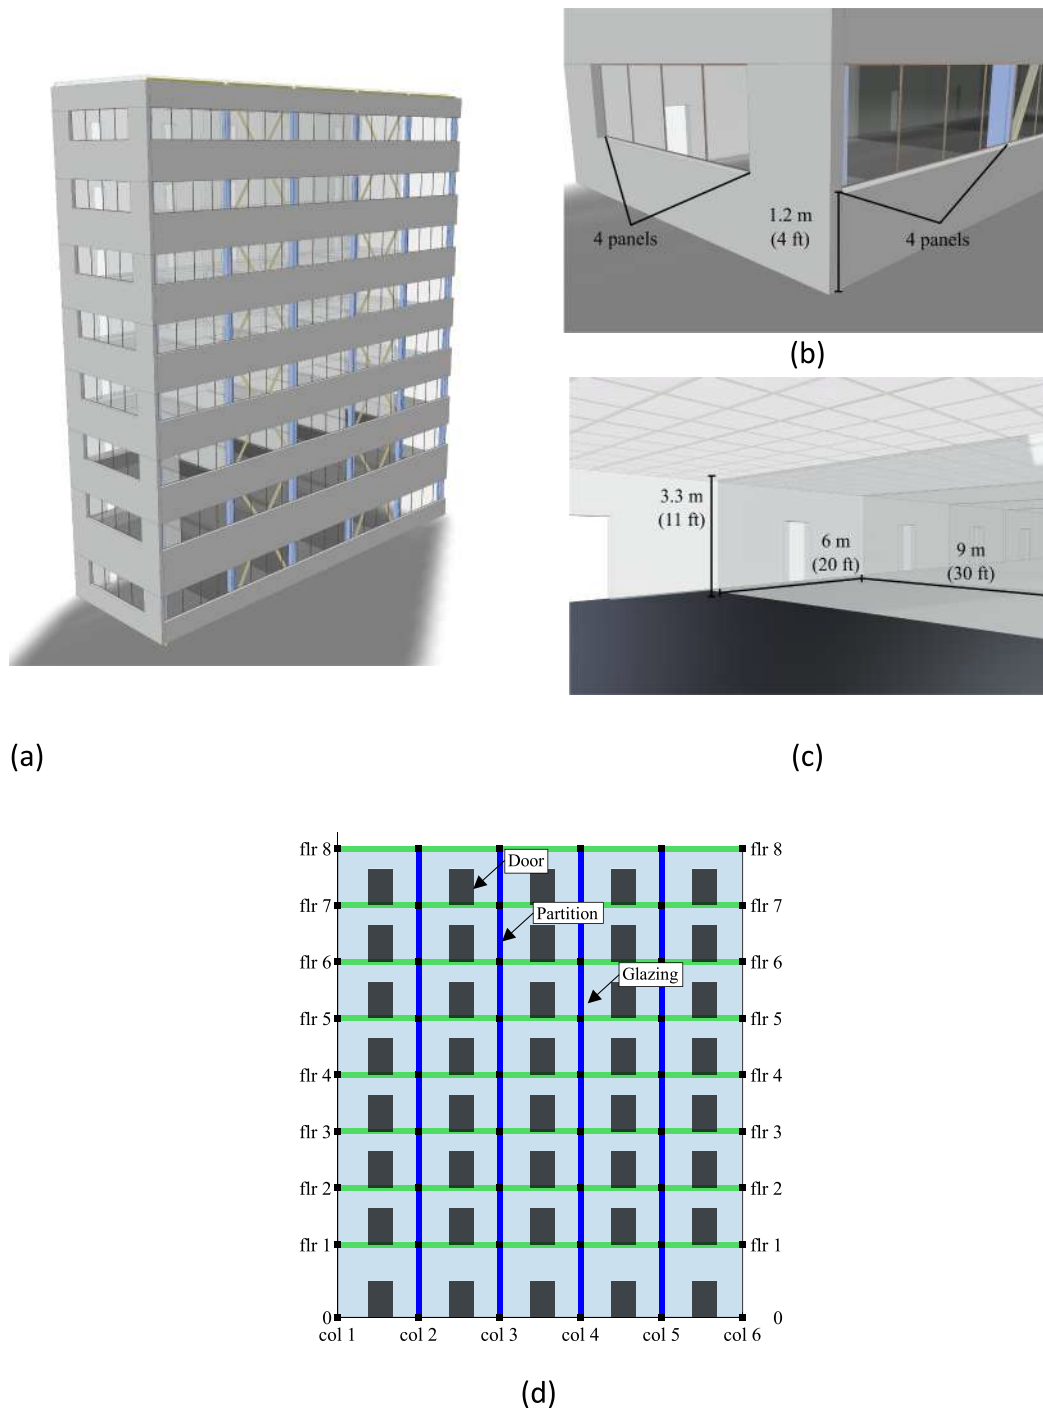 1.2 m
(4 ft)
4 panels
4 panels
(b)
3.3 m
(11 ft)
6 m
(20 ft)
9 m
(30 ft)
(a)
(c)
flr 8
flr 8
Door
flr 7
flr 7
Partition
flr 6
flr 6
Glazing
flr 5
flr 5
flr 4
flr 4
flr 3
flr 3
flr 2
flr 2
flr 1
flr 1
0
0
col 1
col 2
col 3
col 4
col 5
col 6
(d)